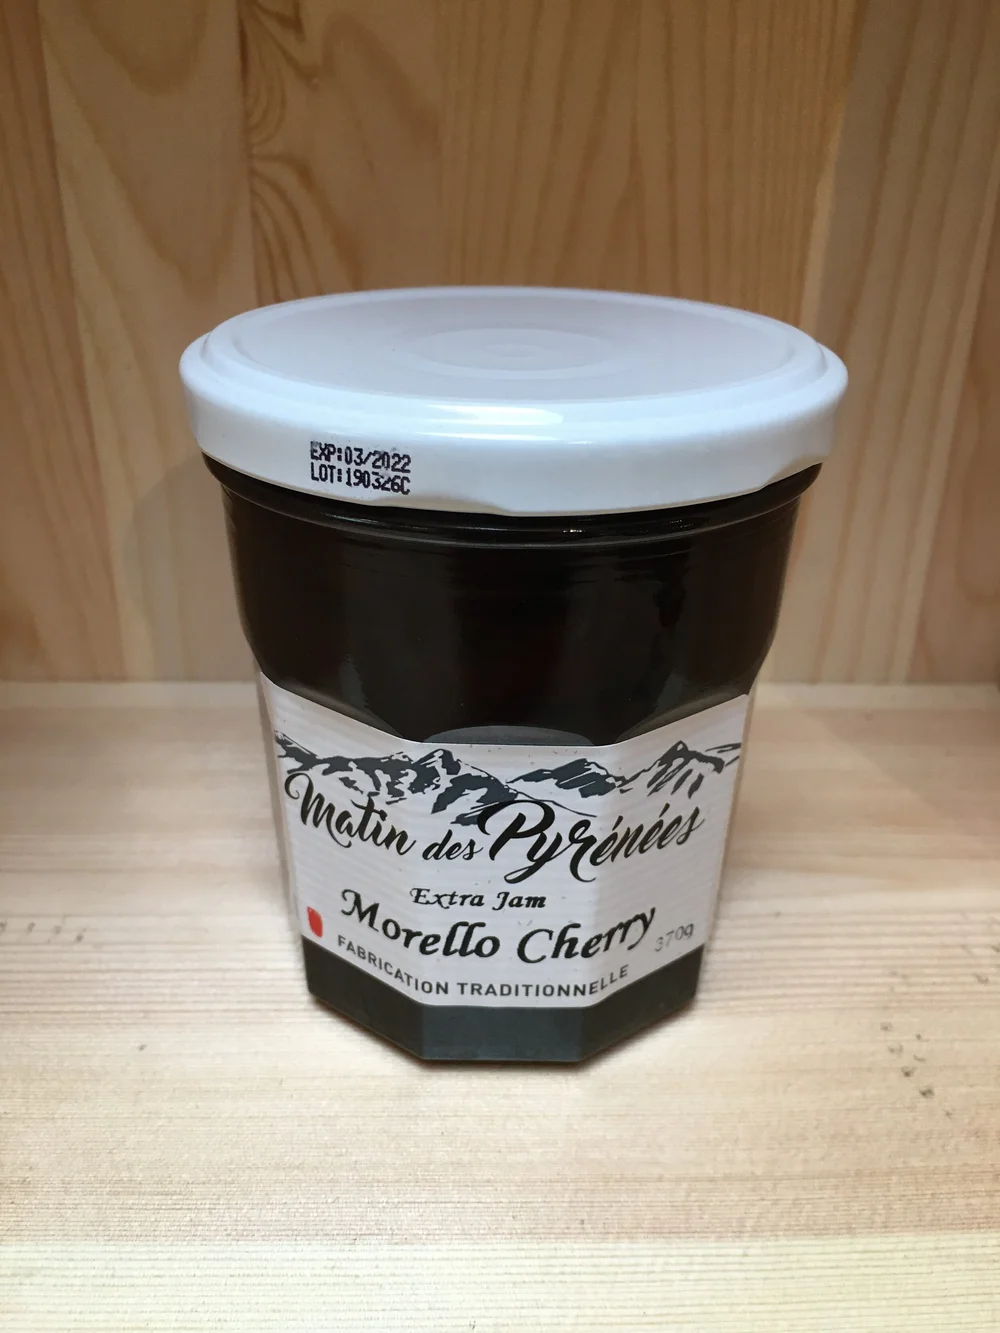 EXP:03/2022
LOT:190326C
Matin des Pyrénées
Extra Jam
Morello Cherry
370g
FABRICATION TRADITIONNELLE